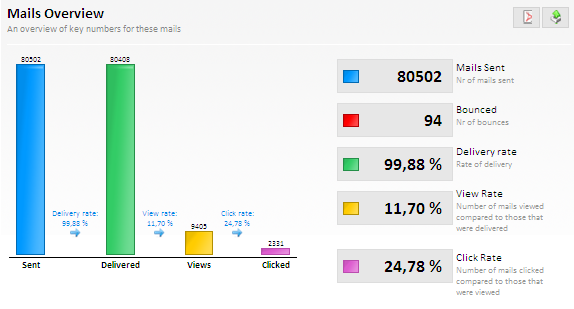 Mails Overview
An overview of key numbers for these mails
80502
80408
Delivery rate:
99,88 %
View rate:
11,70 %
Click rate:
24,78 %
9405
2331
Sent
Delivered
Views
Clicked
80502
Mails Sent
Nr of mails sent
94
Bounced
Nr of bounces
99,88 %
Delivery rate
Rate of delivery
11,70 %
View Rate
Number of mails viewed
compared to those that
were delivered
24,78 %
Click Rate
Number of mails clicked
compared to those that
were viewed